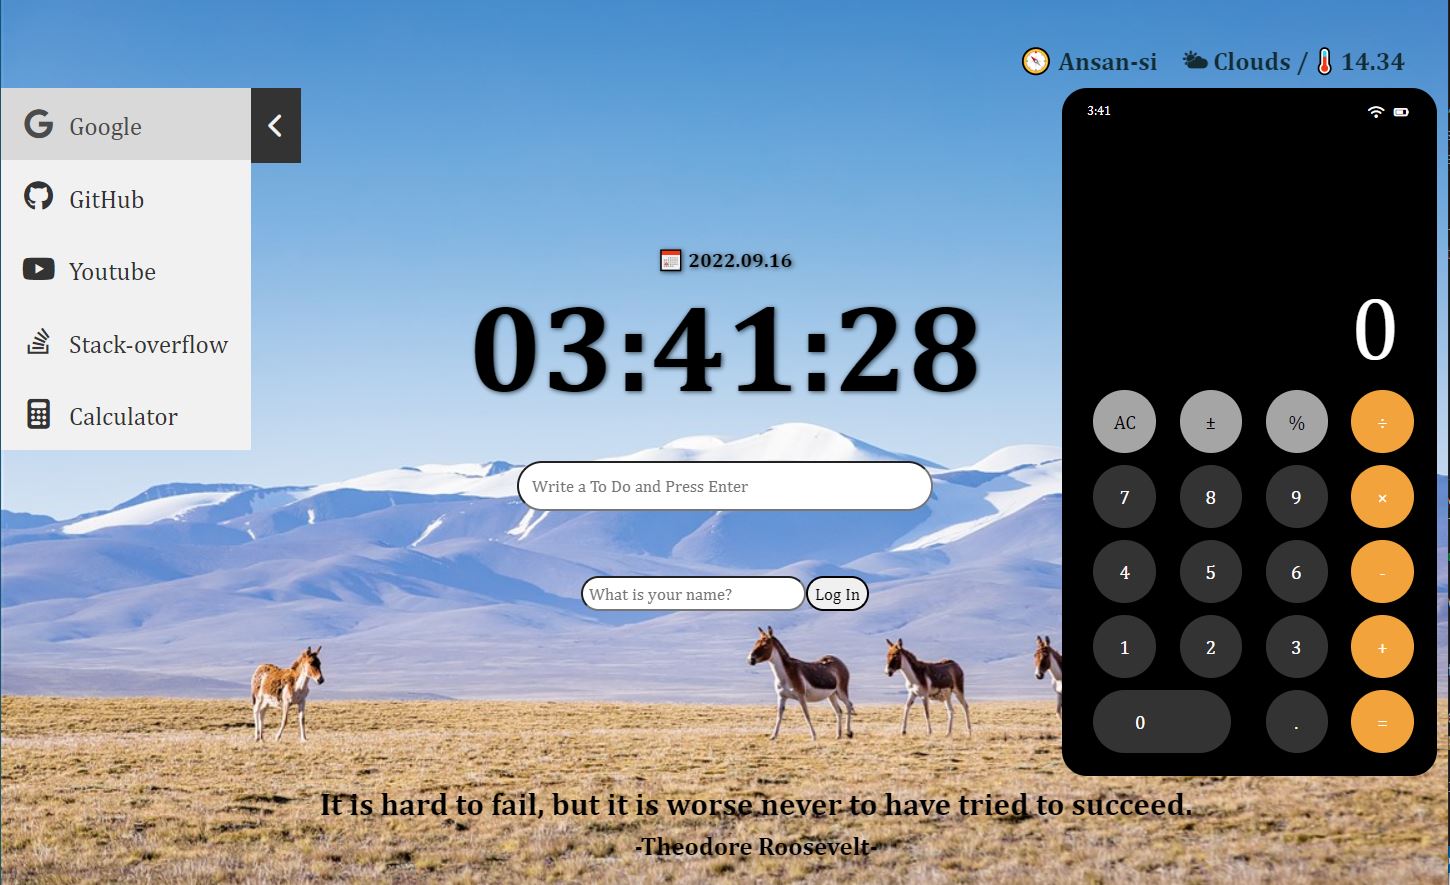 Ansan-si Clouds / 14.34
Google
GitHub
Youtube
Stack-overflow
Calculator
2022.09.16
03:41:28
Write a To Do and Press Enter
What is your name? Log In
3:41
0
AC ± % ÷
7 8 9 ×
4 5 6 -
1 2 3 +
0 . =
It is hard to fail, but it is worse never to have tried to succeed.
-Theodore Roosevelt-